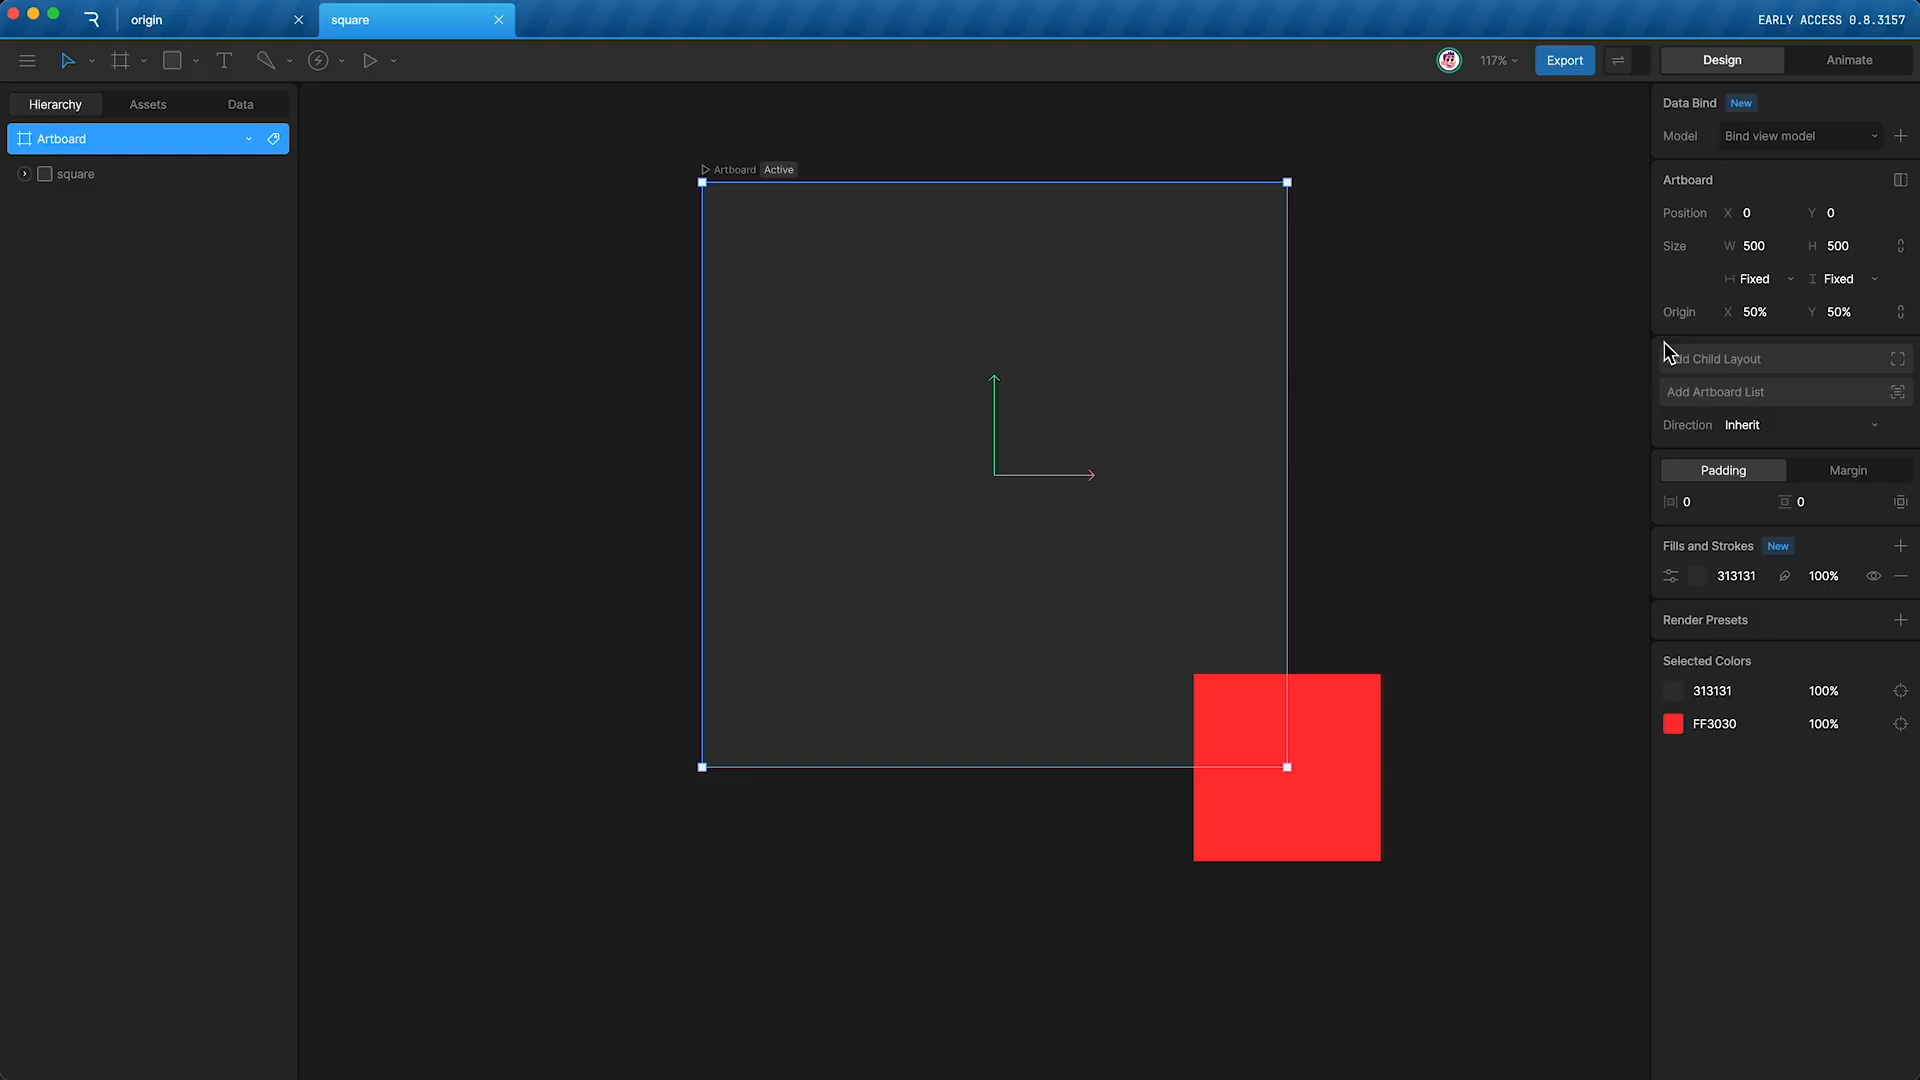 origin
square
EARLY ACCESS 0.8.3157
117%
Export
Design
Animate
Hierarchy
Assets
Data
Artboard
square
Artboard Active
Data Bind New
Model Bind view model
Artboard
Position X 0 Y 0
Size W 500 H 500
Fixed Fixed
Origin X 50% Y 50%
Child Layout
Add Artboard List
Direction Inherit
Padding Margin
0 0
Fills and Strokes New
313131 100%
Render Presets
Selected Colors
313131 100%
FF3030 100%